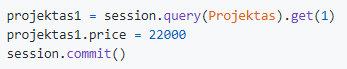 projektas1 = session.query(Projektas).get(1)
projektas1.price = 22000
session.commit()